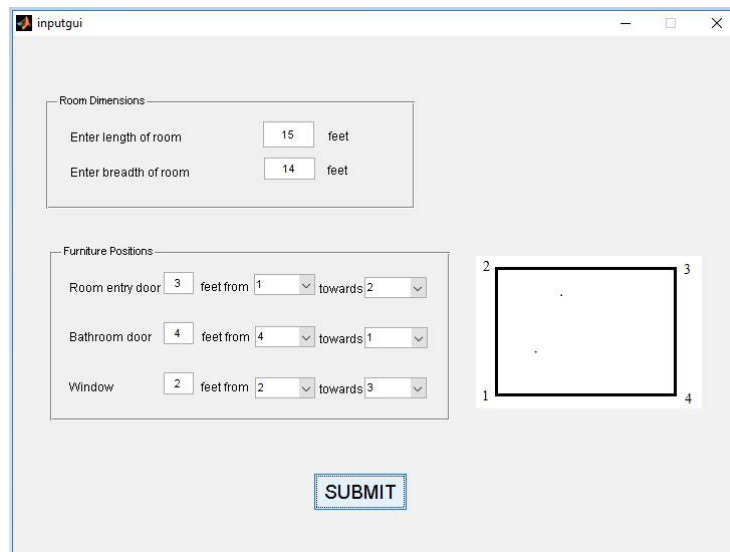 inputgui
Room Dimensions
Enter length of room 15 feet
Enter breadth of room 14 feet
Furniture Positions
Room entry door 3 feet from 1 towards 2
Bathroom door 4 feet from 4 towards 1
Window 2 feet from 2 towards 3
2 3
1 4
SUBMIT